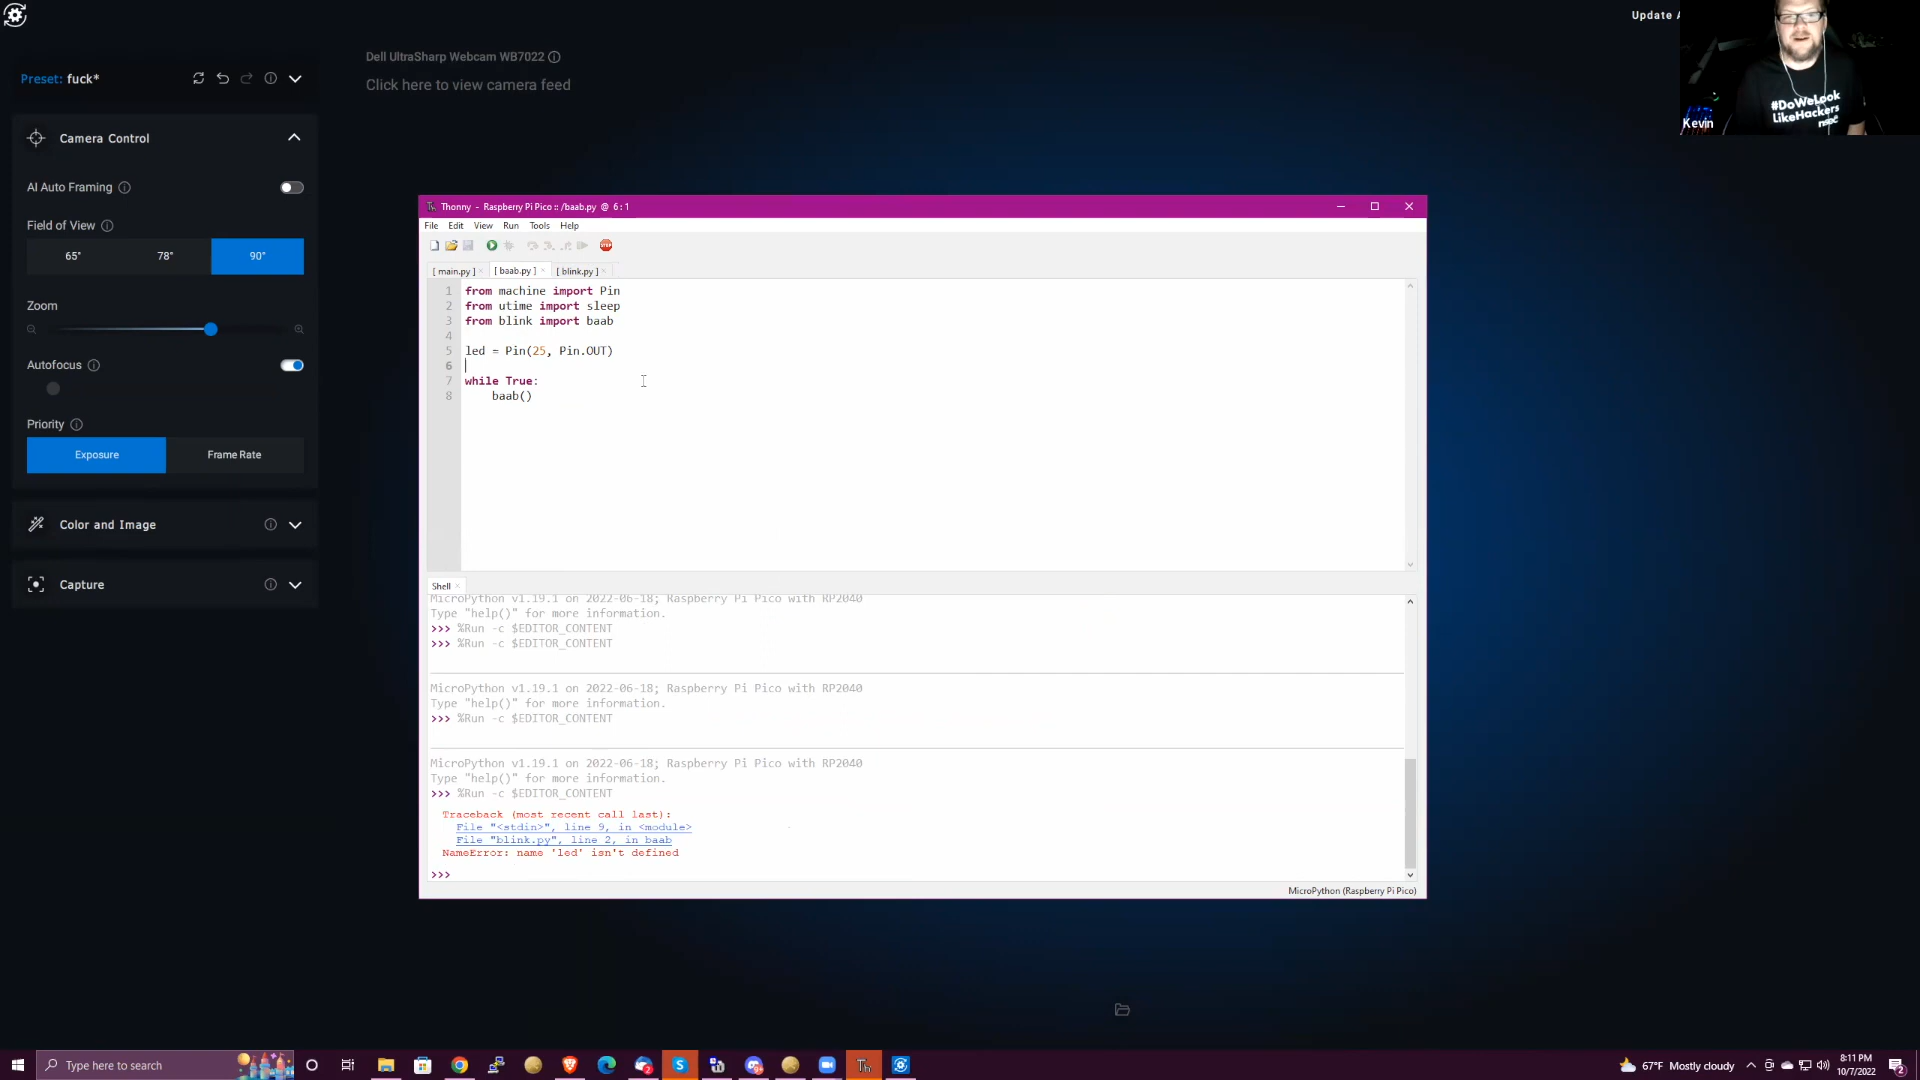 Update A
Preset: fuck*
Dell UltraSharp Webcam WB7022
Click here to view camera feed
#DoWeLook
LikeHackers
nsec
Kevin
Camera Control
AI Auto Framing
Field of View
65°
78°
90°
Zoom
Autofocus
Priority
Exposure
Frame Rate
Color and Image
Capture
Th Thonny - Raspberry Pi Pico :: /baab.py @ 6 : 1
File Edit View Run Tools Help
STOP
[ main.py ] × [ baab.py ] × [ blink.py ] ×
1 from machine import Pin
2 from utime import sleep
3 from blink import baab
4
5 led = Pin(25, Pin.OUT)
6
7 while True:
8 baab()
Shell ×
MicroPython v1.19.1 on 2022-06-18; Raspberry Pi Pico with RP2040
Type "help()" for more information.
>>> %Run -c $EDITOR_CONTENT
>>> %Run -c $EDITOR_CONTENT
MicroPython v1.19.1 on 2022-06-18; Raspberry Pi Pico with RP2040
Type "help()" for more information.
>>> %Run -c $EDITOR_CONTENT
MicroPython v1.19.1 on 2022-06-18; Raspberry Pi Pico with RP2040
Type "help()" for more information.
>>> %Run -c $EDITOR_CONTENT
Traceback (most recent call last):
File "<stdin>", line 9, in <module>
File "blink.py", line 2, in baab
NameError: name 'led' isn't defined
>>>
MicroPython (Raspberry Pi Pico)
Type here to search
S
Th
67°F Mostly cloudy
8:11 PM
10/7/2022
2